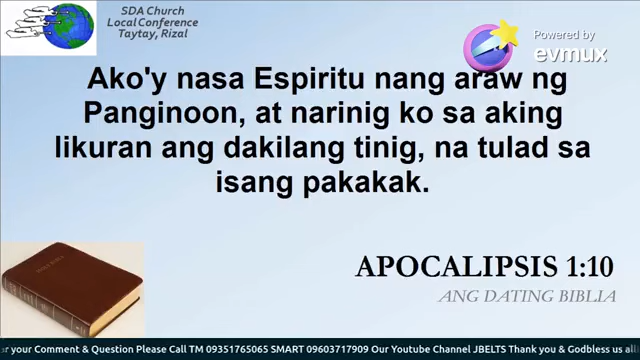 SDA Church
Local Conference
Taytay, Rizal
Powered by
evmux
Ako'y nasa Espiritu nang araw ng
Panginoon, at narinig ko sa aking
likuran ang dakilang tinig, na tulad sa
isang pakakak.
APOCALIPSIS 1:10
ANG DATING BIBLIA
or your Comment & Question Please Call TM 09351765065 SMART 09603717909 Our Youtube Channel JBELTS Thank you & Godbless us all